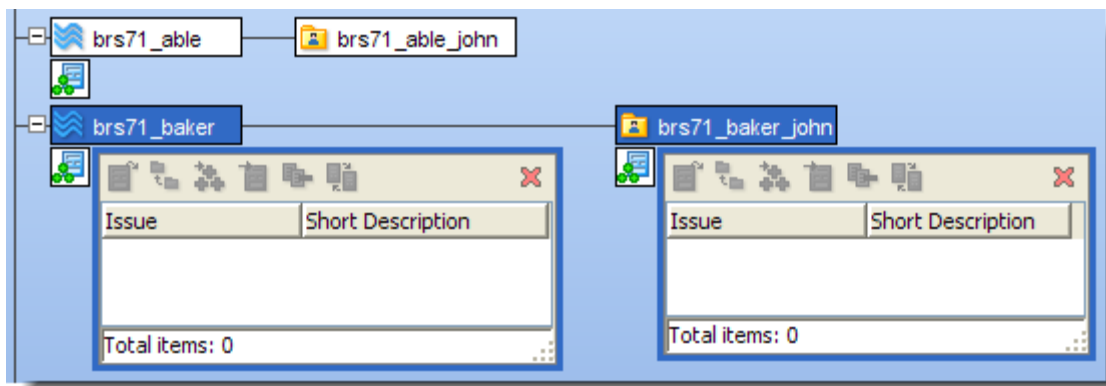 brs71_able brs71_able_john
brs71_baker brs71_baker_john
Issue Short Description
Total items: 0
Issue Short Description
Total items: 0